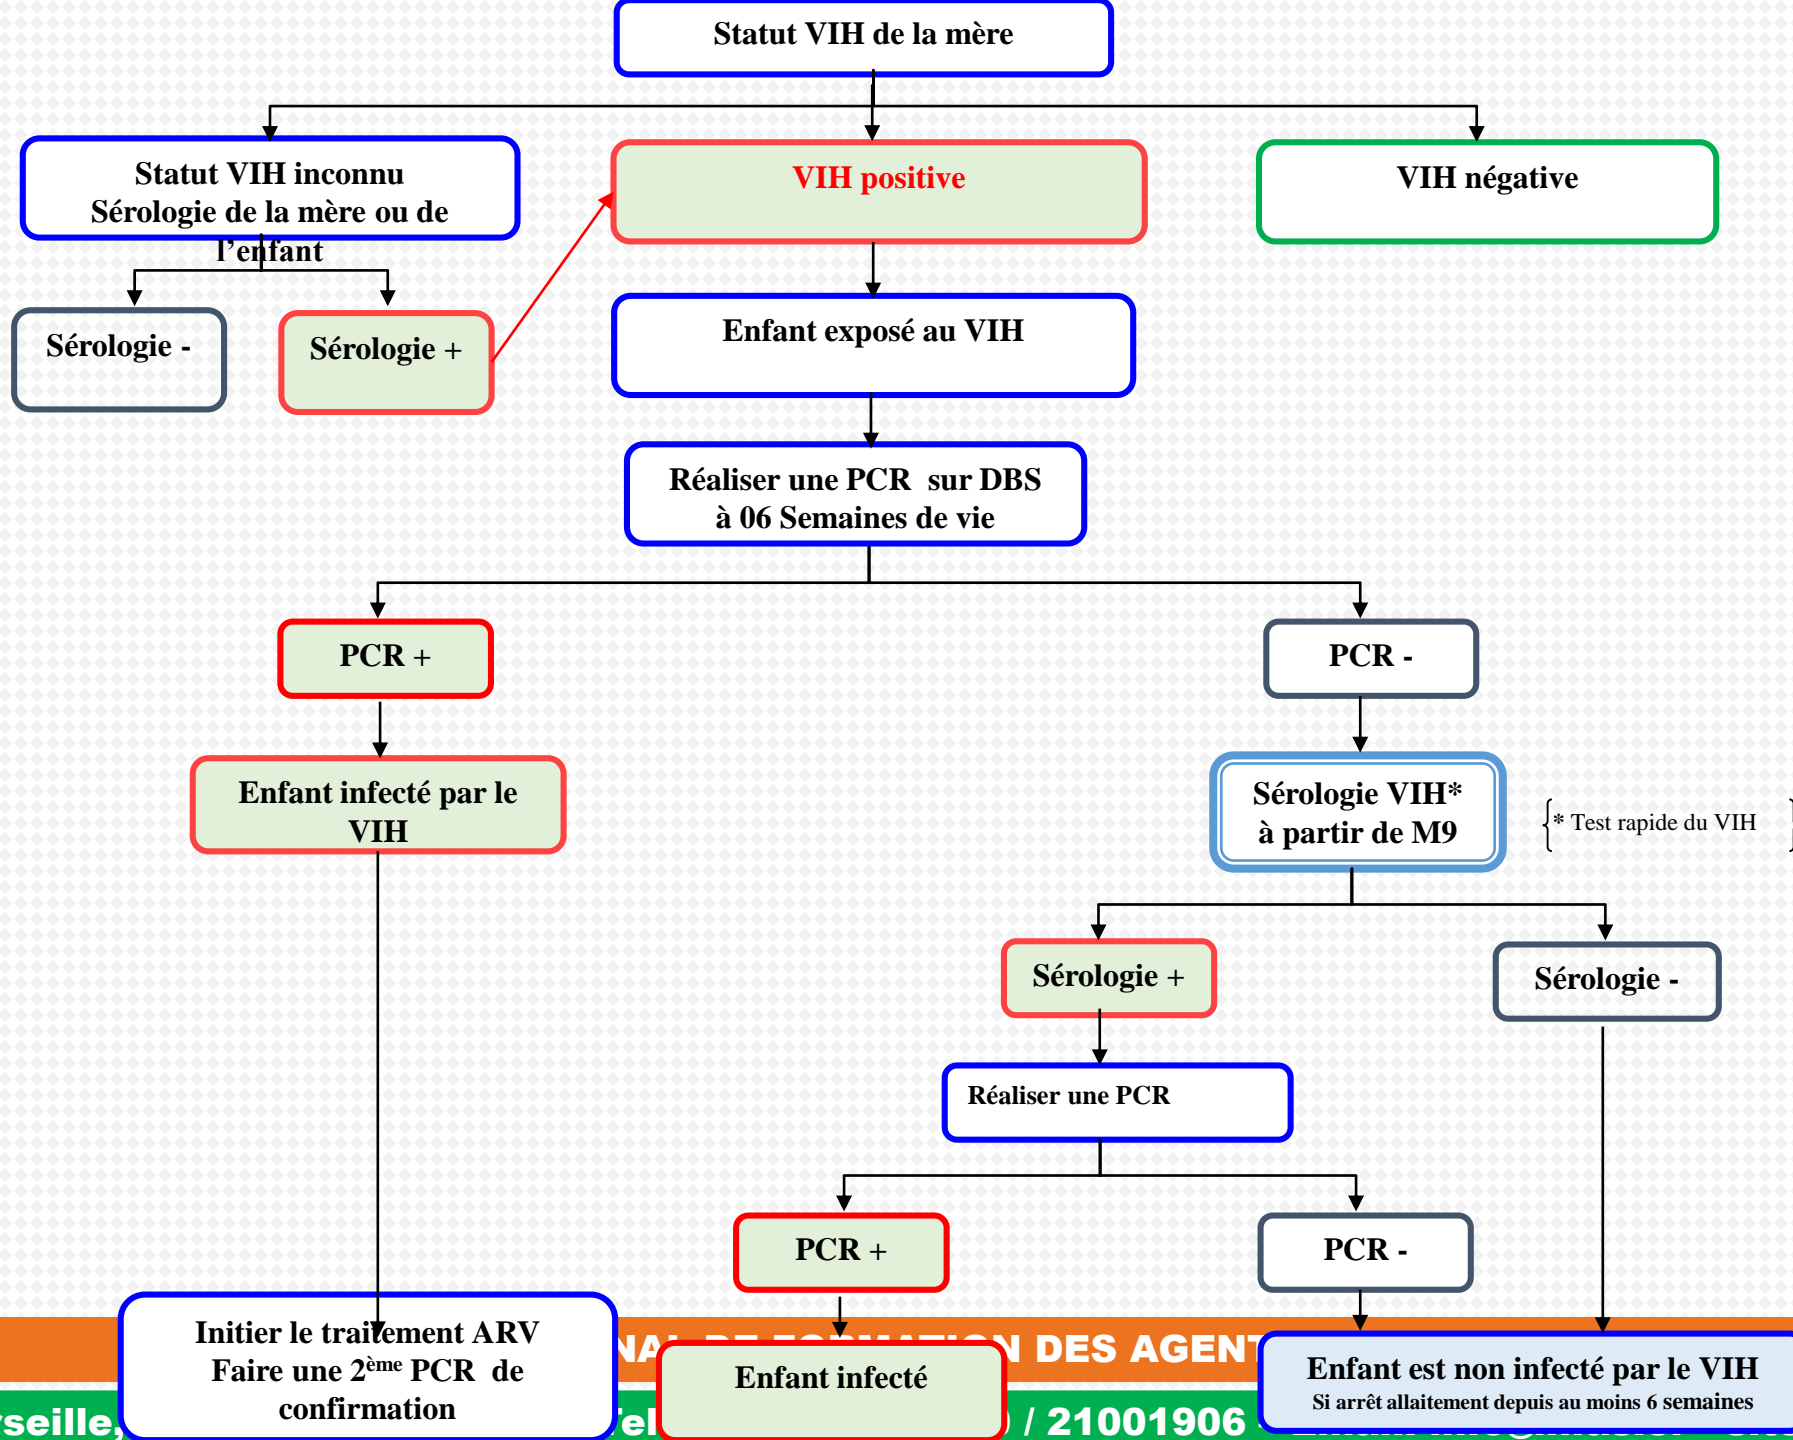 Statut VIH de la mère
Statut VIH inconnu
Sérologie de la mère ou de
l’enfant
VIH positive
VIH négative
Sérologie -
Sérologie +
Enfant exposé au VIH
Réaliser une PCR sur DBS
à 06 Semaines de vie
PCR +
PCR -
Enfant infecté par le
VIH
Sérologie VIH*
à partir de M9
* Test rapide du VIH
Sérologie +
Sérologie -
Réaliser une PCR
PCR +
PCR -
Initier le traitement ARV
Faire une 2ème PCR de
confirmation
DES AGENT
Enfant infecté
Enfant est non infecté par le VIH
Si arrêt allaitement depuis au moins 6 semaines
/ 21001906